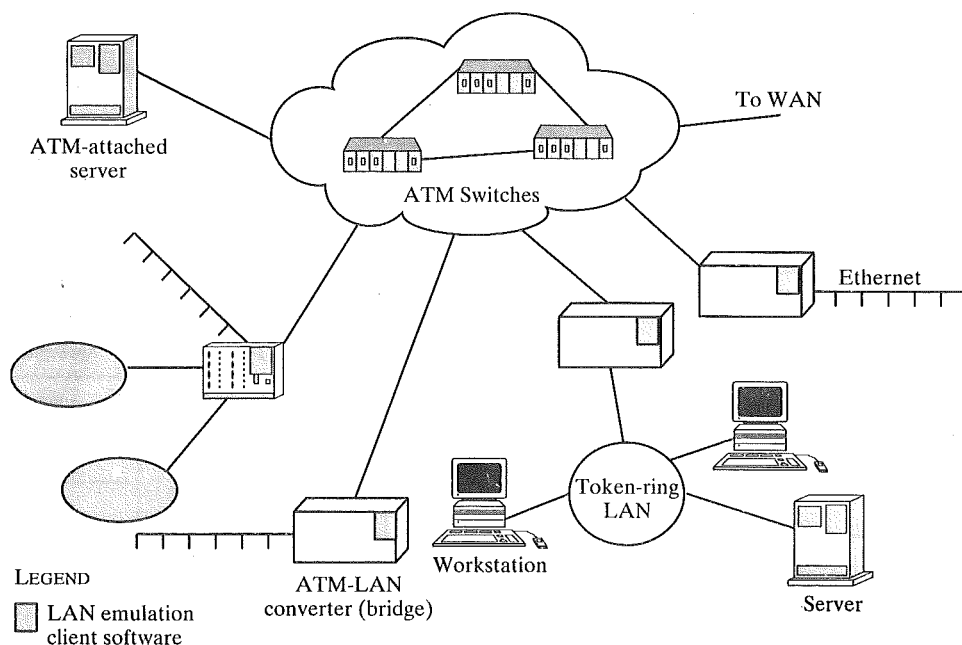 To WAN
ATM-attached
server
ATM Switches
Ethernet
Token-ring
LAN
Workstation
ATM-LAN
converter (bridge)
Server
LEGEND
LAN emulation
client software